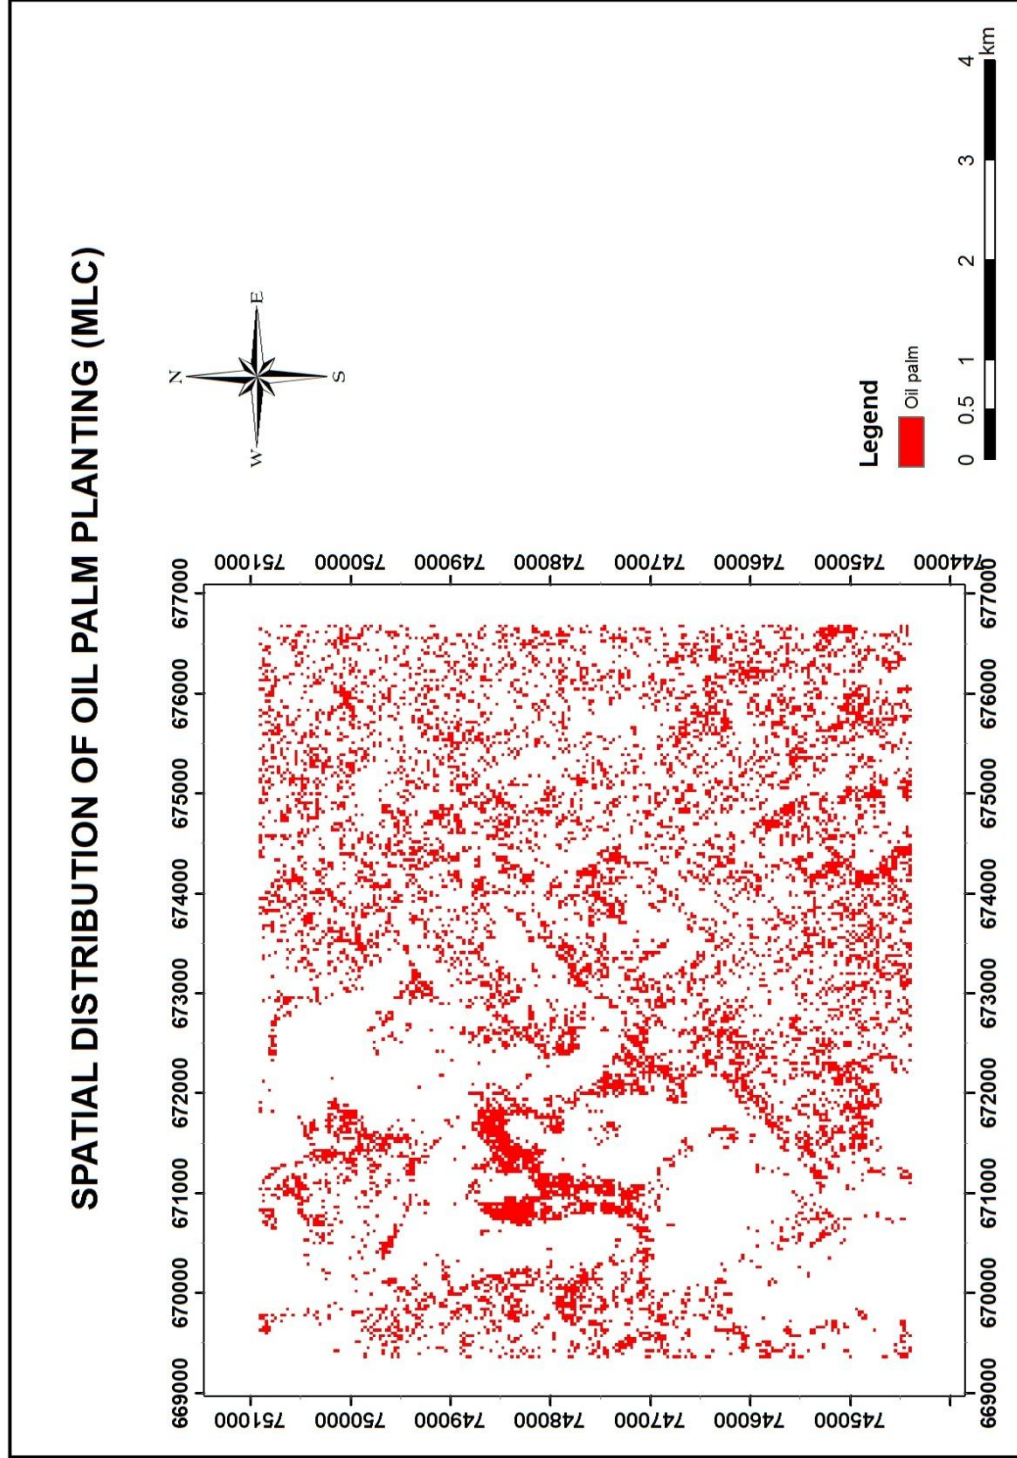 SPATIAL DISTRIBUTION OF OIL PALM PLANTING (MLC)
N
W
E
S
669000 670000 671000 672000 673000 674000 675000 676000 677000
751000
750000
749000
748000
747000
746000
745000
751000
750000
749000
748000
747000
746000
745000
744000
669000 670000 671000 672000 673000 674000 675000 676000 677000
Legend
Oil palm
0 0.5 1 2 3 4
km